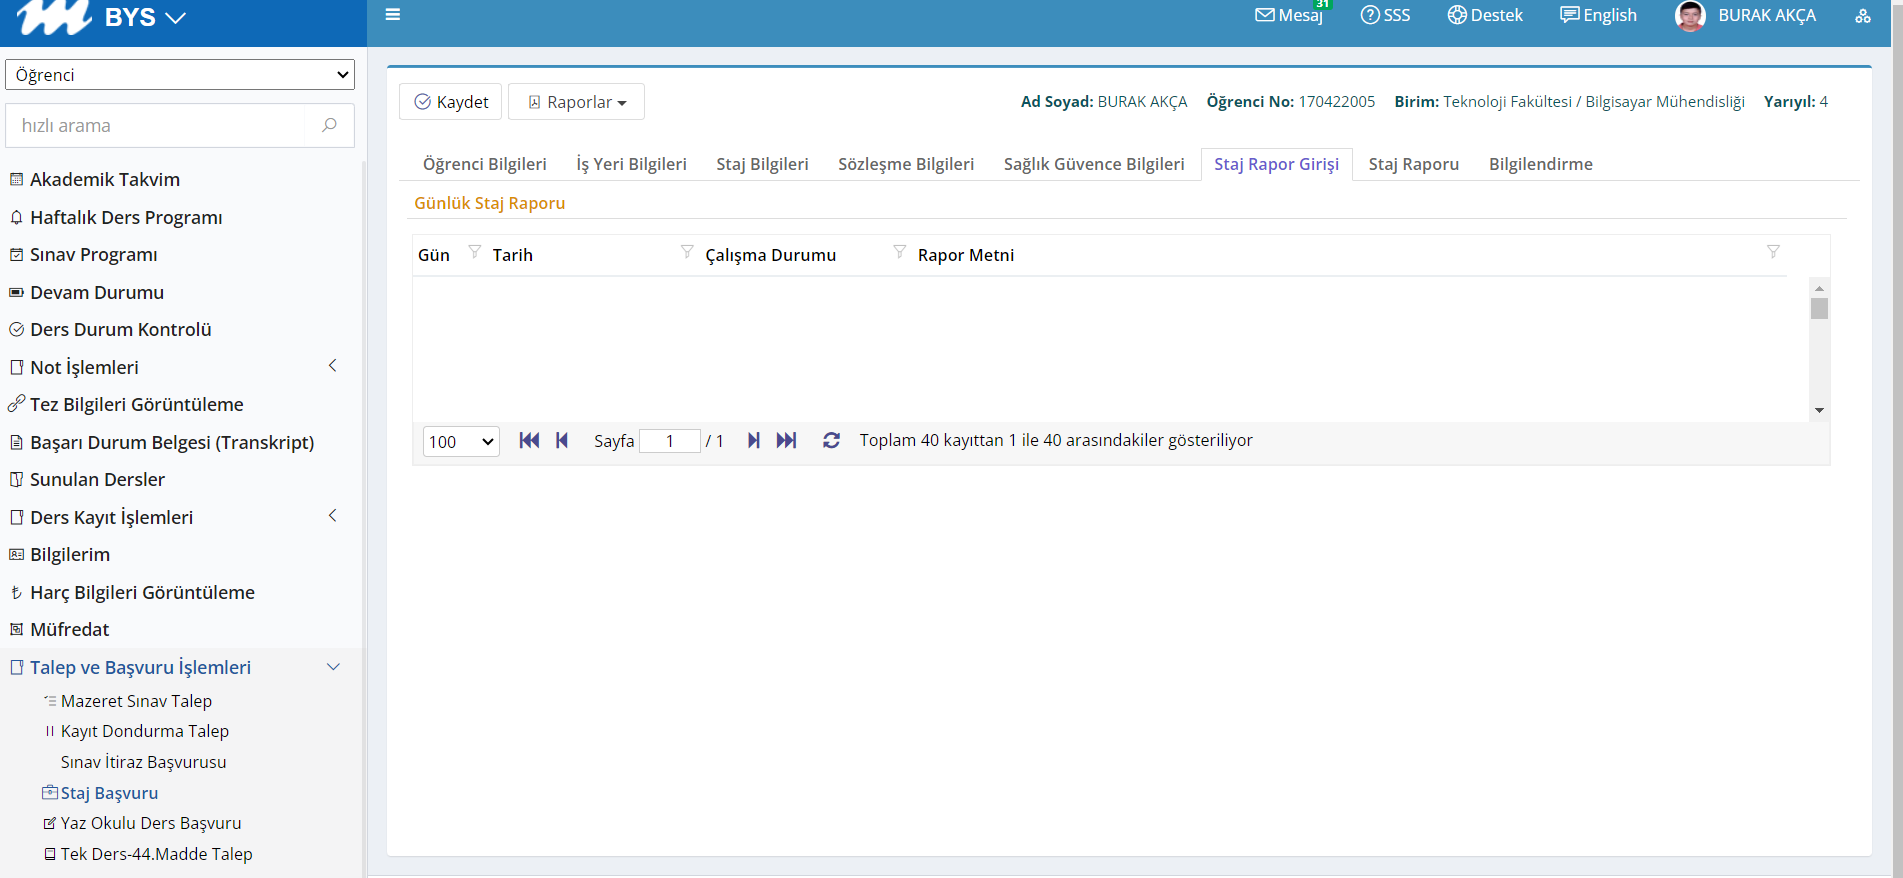 BYS
Mesaj
31
SSS
Destek
English
BURAK AKÇA
Öğrenci
hızlı arama
Akademik Takvim
Haftalık Ders Programı
Sınav Programı
Devam Durumu
Ders Durum Kontrolü
Not İşlemleri
Tez Bilgileri Görüntüleme
Başarı Durum Belgesi (Transkript)
Sunulan Dersler
Ders Kayıt İşlemleri
Bilgilerim
Harç Bilgileri Görüntüleme
Müfredat
Talep ve Başvuru İşlemleri
Mazeret Sınav Talep
Kayıt Dondurma Talep
Sınav İtiraz Başvurusu
Staj Başvuru
Yaz Okulu Ders Başvuru
Tek Ders-44.Madde Talep
Kaydet
Raporlar
Ad Soyad: BURAK AKÇA Öğrenci No: 170422005 Birim: Teknoloji Fakültesi / Bilgisayar Mühendisliği Yarıyıl: 4
Öğrenci Bilgileri İş Yeri Bilgileri Staj Bilgileri Sözleşme Bilgileri Sağlık Güvence Bilgileri Staj Rapor Girişi Staj Raporu Bilgilendirme
Günlük Staj Raporu
Gün Tarih Çalışma Durumu Rapor Metni
100 Sayfa 1 / 1 Toplam 40 kayıttan 1 ile 40 arasındakiler gösteriliyor